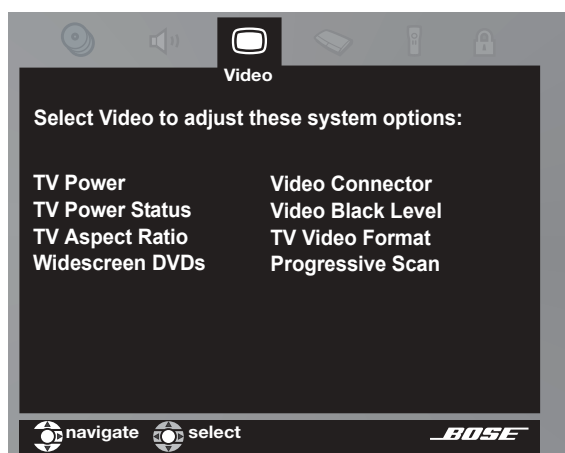 Video
Select Video to adjust these system options:
TV Power
TV Power Status
TV Aspect Ratio
Widescreen DVDs
Video Connector
Video Black Level
TV Video Format
Progressive Scan
navigate select
BOSE